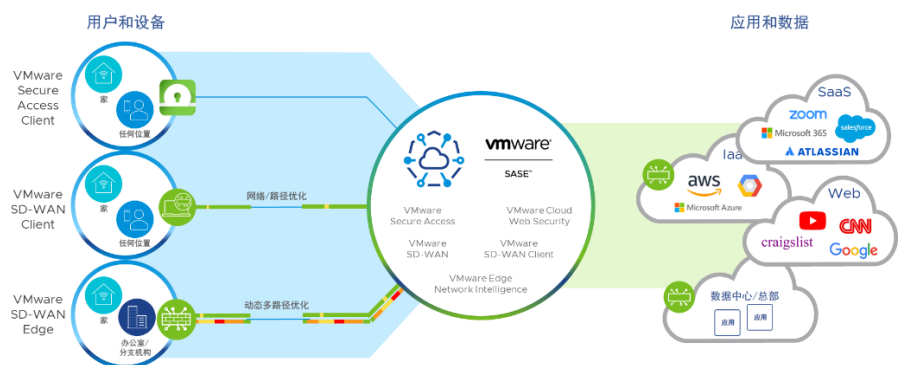 用户和设备
应用和数据
VMware
Secure
Access
Client
家
任何位置
VMware
SD-WAN
Client
家
任何位置
网络/路径优化
VMware
SD-WAN
Edge
家
办公室/
分支机构
动态多路径优化
vmware®
SASE™
VMware
Secure Access
VMware Cloud
Web Security
VMware
SD-WAN
VMware
SD-WAN Client
VMware Edge
Network Intelligence
SaaS
zoom
Microsoft 365
salesforce
ATLASSIAN
IaaS
aws
Microsoft Azure
Web
CNN
craigslist
Google
数据中心/总部
应用
应用